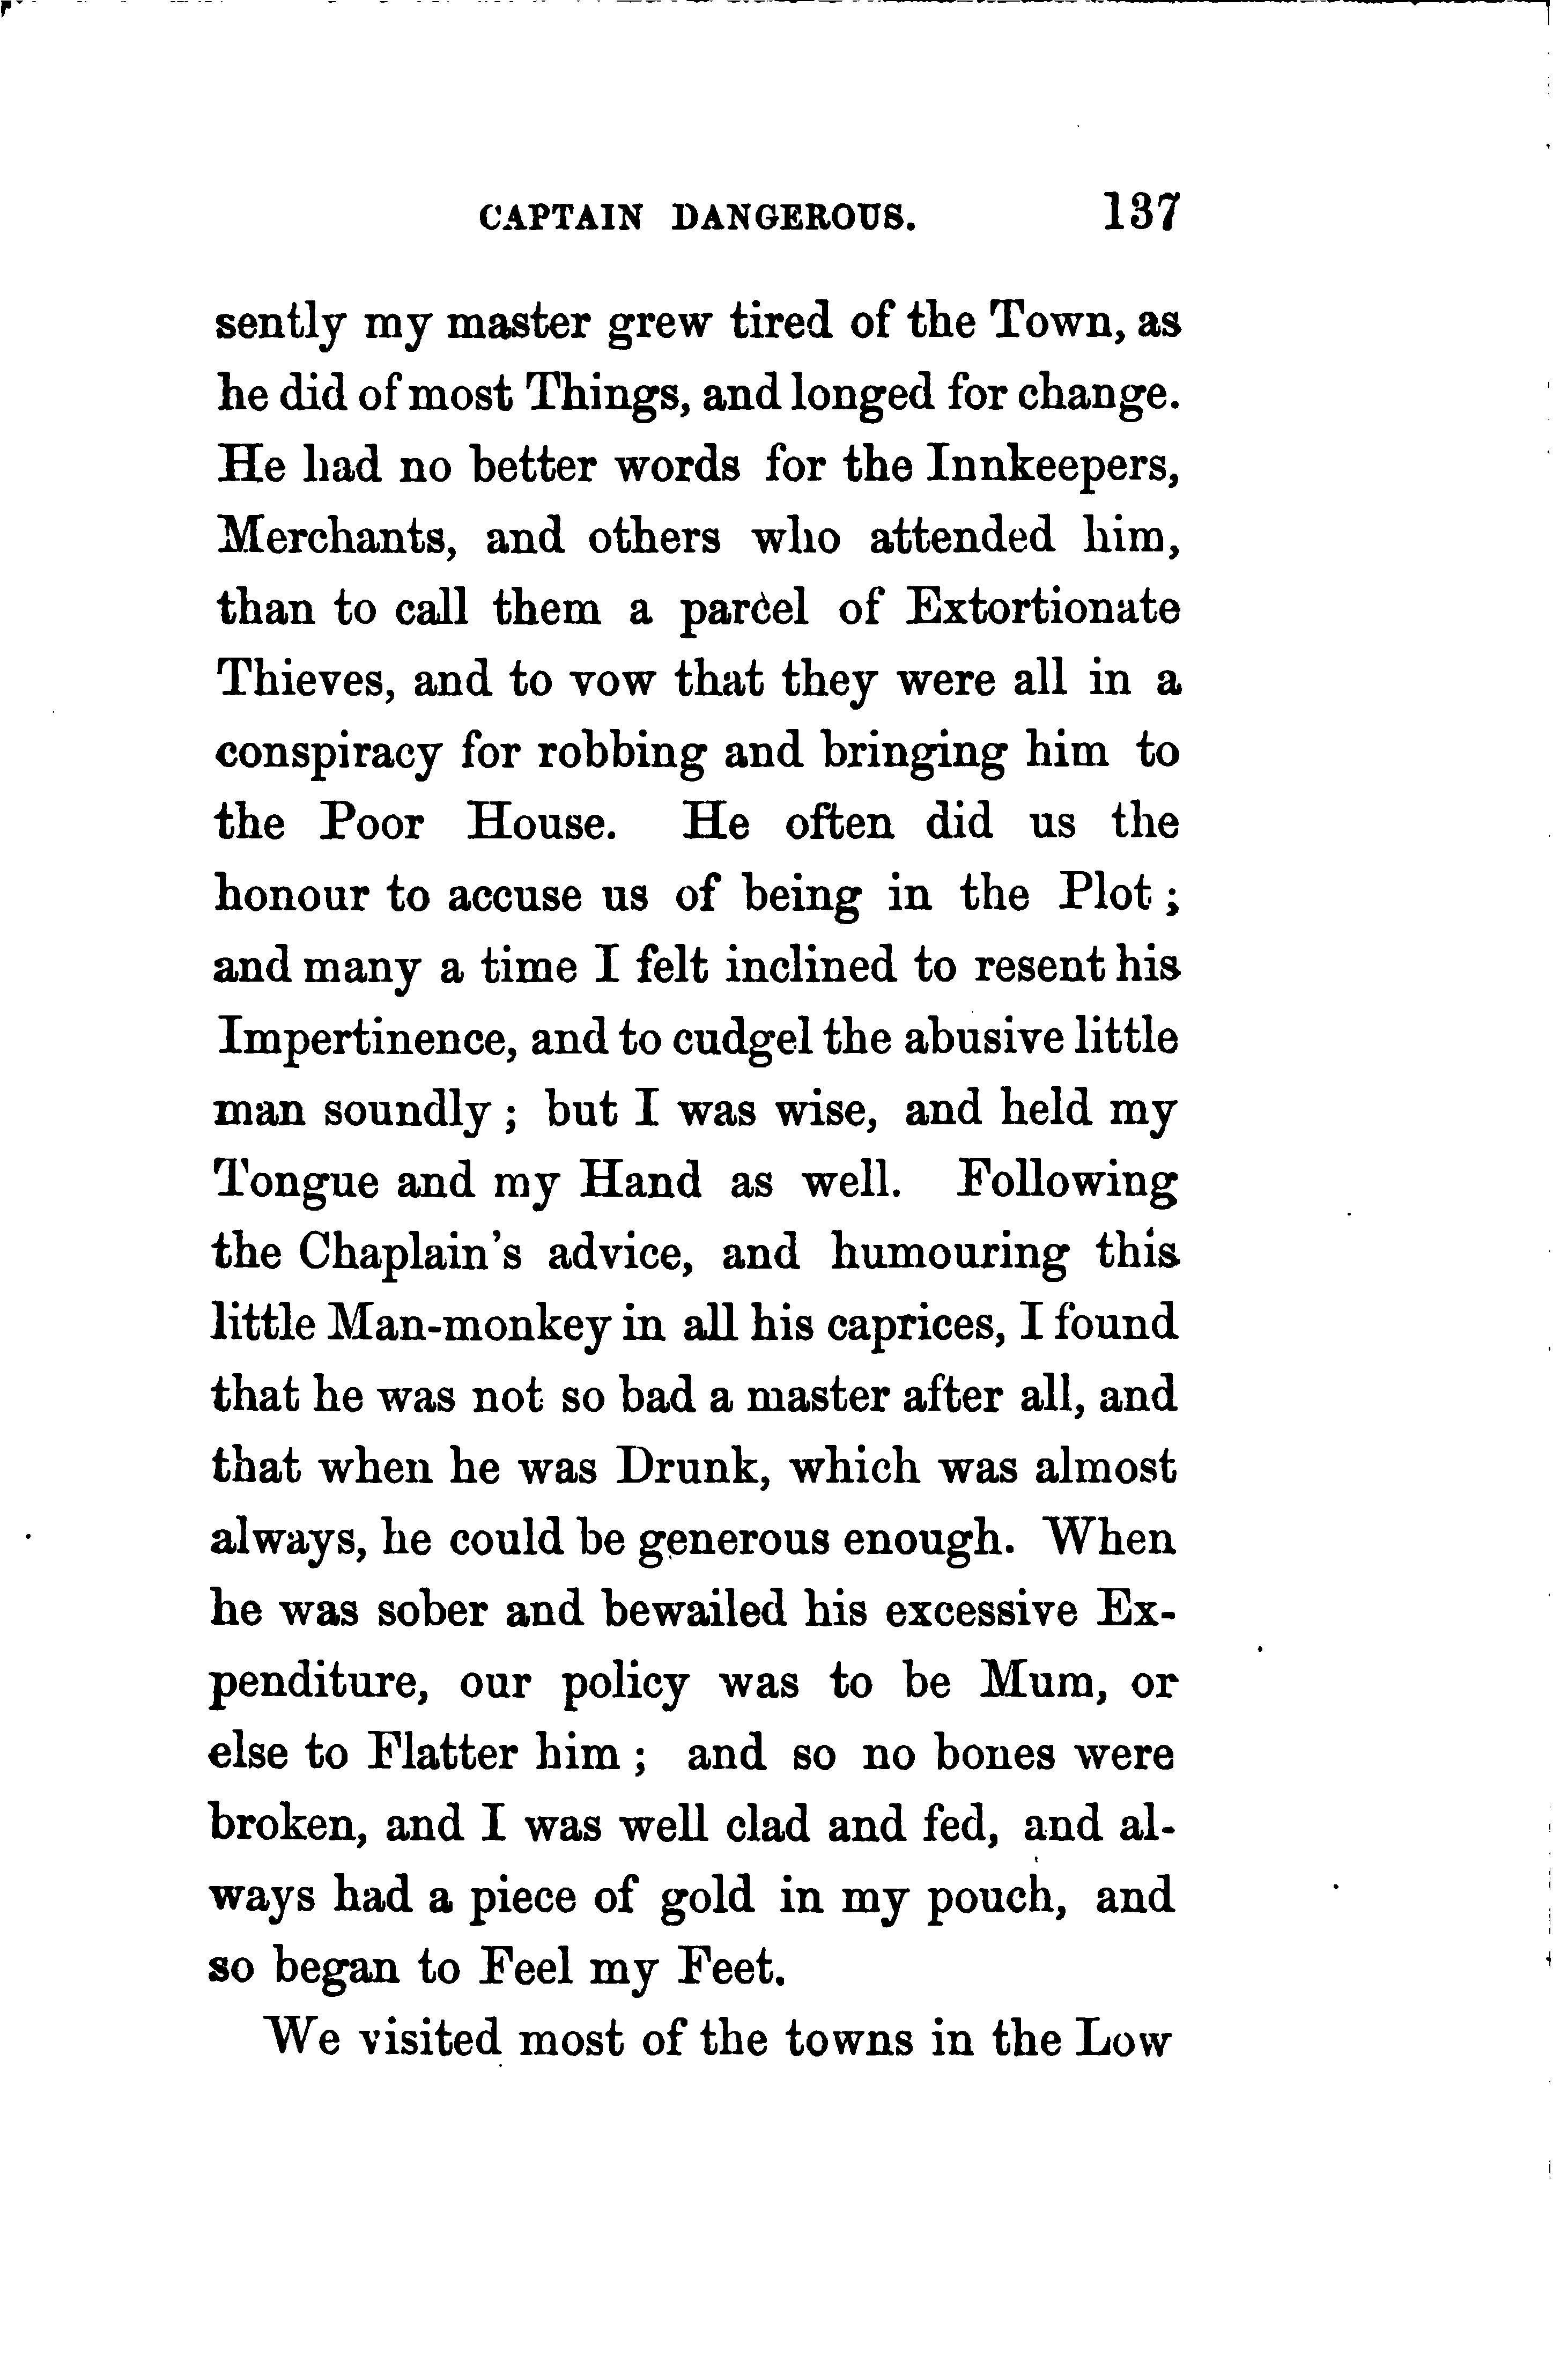 CAPTAIN DANGEROUS. 137
sently my master grew tired of the Town, as
he did of most Things, and longed for change.
He had no better words for the Innkeepers,
Merchants, and others who attended him,
than to call them a parcel of Extortionate
Thieves, and to vow that they were all in a
conspiracy for robbing and bringing him to
the Poor House. He often did us the
honour to accuse us of being in the Plot ;
and many a time I felt inclined to resent his
Impertinence, and to cudgel the abusive little
man soundly ; but I was wise, and held my
Tongue and my Hand as well. Following
the Chaplain's advice, and humouring this
little Man-monkey in all his caprices, I found
that he was not so bad a master after all, and
that when he was Drunk, which was almost
always, he could be generous enough. When
he was sober and bewailed his excessive Ex-
penditure, our policy was to be Mum, or
else to Flatter him ; and so no bones were
broken, and I was well clad and fed, and al-
ways had a piece of gold in my pouch, and
so began to Feel my Feet.
We visited most of the towns in the Low